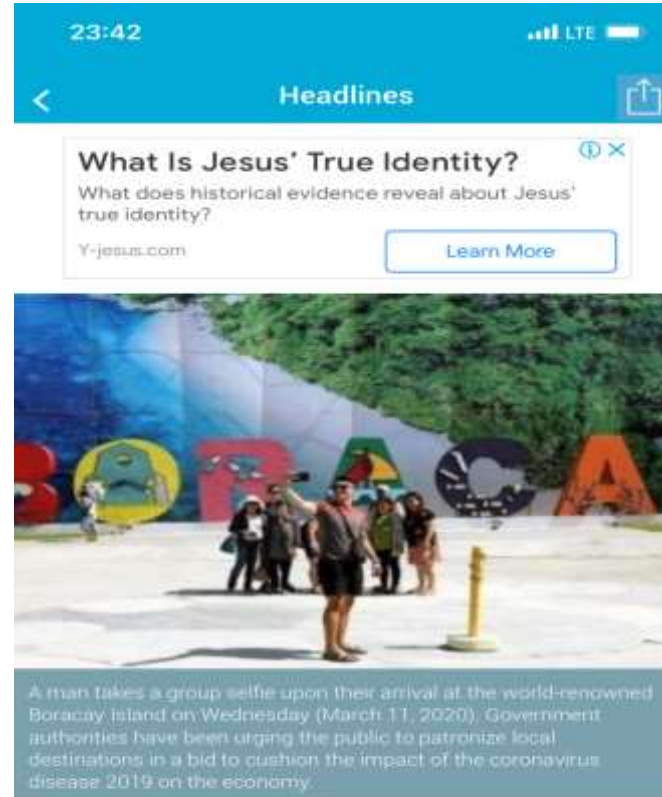 23:42
LTE
Headlines
What Is Jesus' True Identity?
What does historical evidence reveal about Jesus'
true identity?
Y-jesus.com
Learn More
BORACA
A man takes a group selfie upon their arrival at the world-renowned
Boracay Island on Wednesday (March 11, 2020). Government
authorities have been urging the public to patronize local
destinations in a bid to cushion the impact of the coronavirus
disease 2019 on the economy.